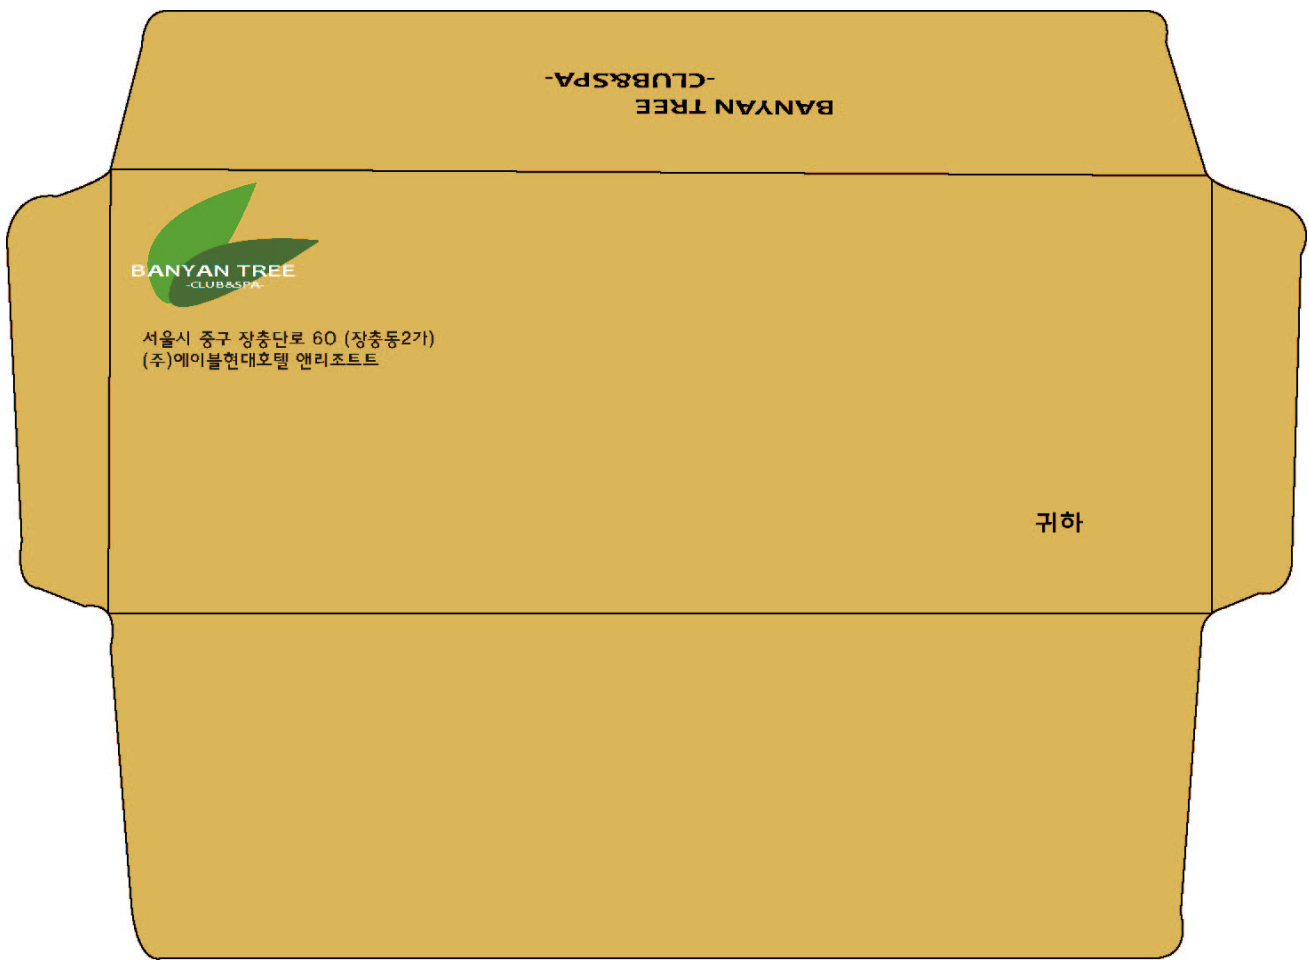 BANYAN TREE
-CLUB&SPA-
BANYAN TREE
-CLUB&SPA-
서울시 중구 장충단로 60 (장충동2가)
(주)에이블현대호텔 앤리조트트
귀하